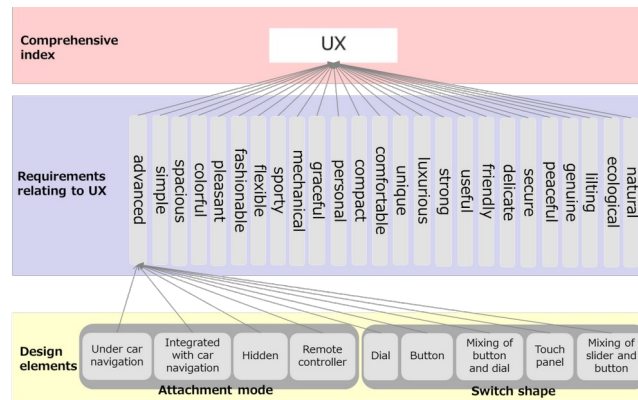 Comprehensive
index
UX
Requirements
relating to UX
advanced
simple
spacious
colorful
pleasant
fashionable
flexible
sporty
mechanical
graceful
personal
compact
comfortable
unique
luxurious
strong
useful
friendly
delicate
secure
peaceful
genuine
lilting
ecological
natural
Design
elements
Under car
navigation
Integrated
with car
navigation
Hidden
Remote
controller
Attachment mode
Dial
Button
Mixing of
button
and dial
Touch
panel
Mixing of
slider and
button
Switch shape